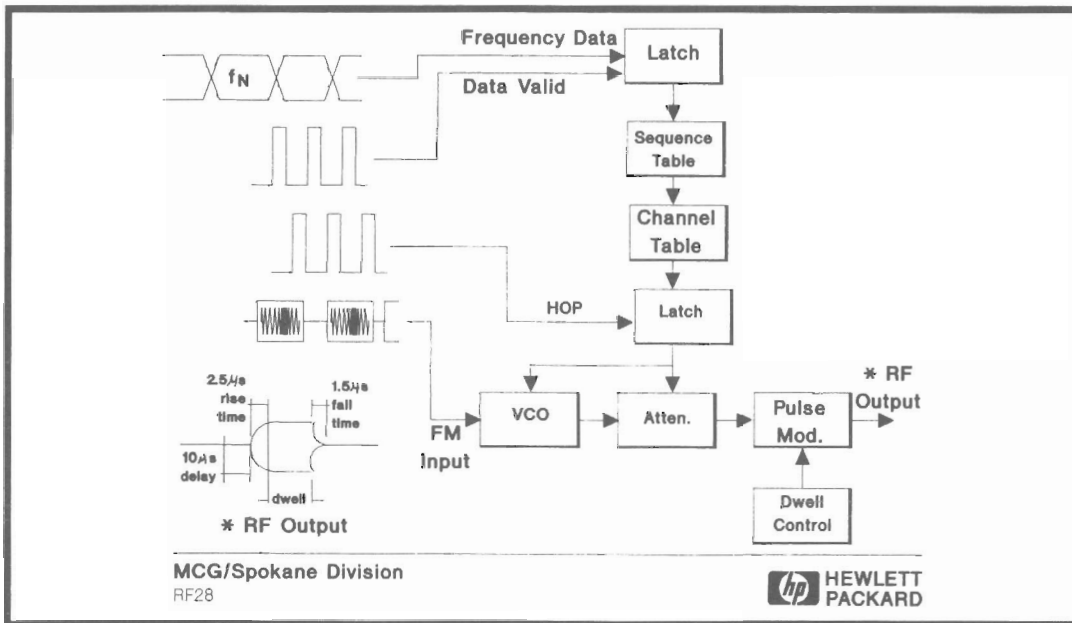 Frequency Data
Latch
f N
Data Valid
Sequence
Table
Channel
Table
HOP
Latch
2.5μs
rise
time
1.5μs
fall
time
* RF
Output
VCO
Atten.
Pulse
Mod.
FM
Input
10μs
delay
dwell
Dwell
Control
* RF Output
MCG/Spokane Division
RF28
hp HEWLETT
PACKARD